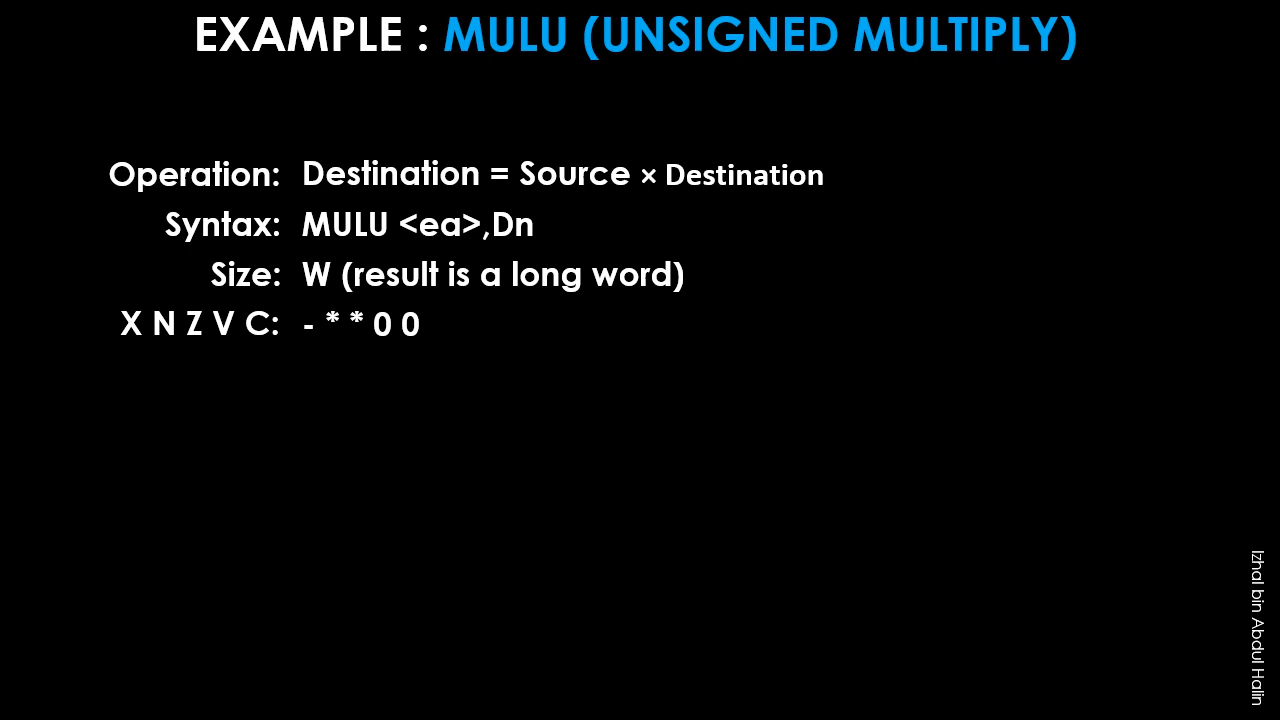 EXAMPLE : MULU (UNSIGNED MULTIPLY)
Operation: Destination = Source × Destination
Syntax: MULU <ea>,Dn
Size: W (result is a long word)
X N Z V C: - * * 0 0
Izhal bin Abdul Halin